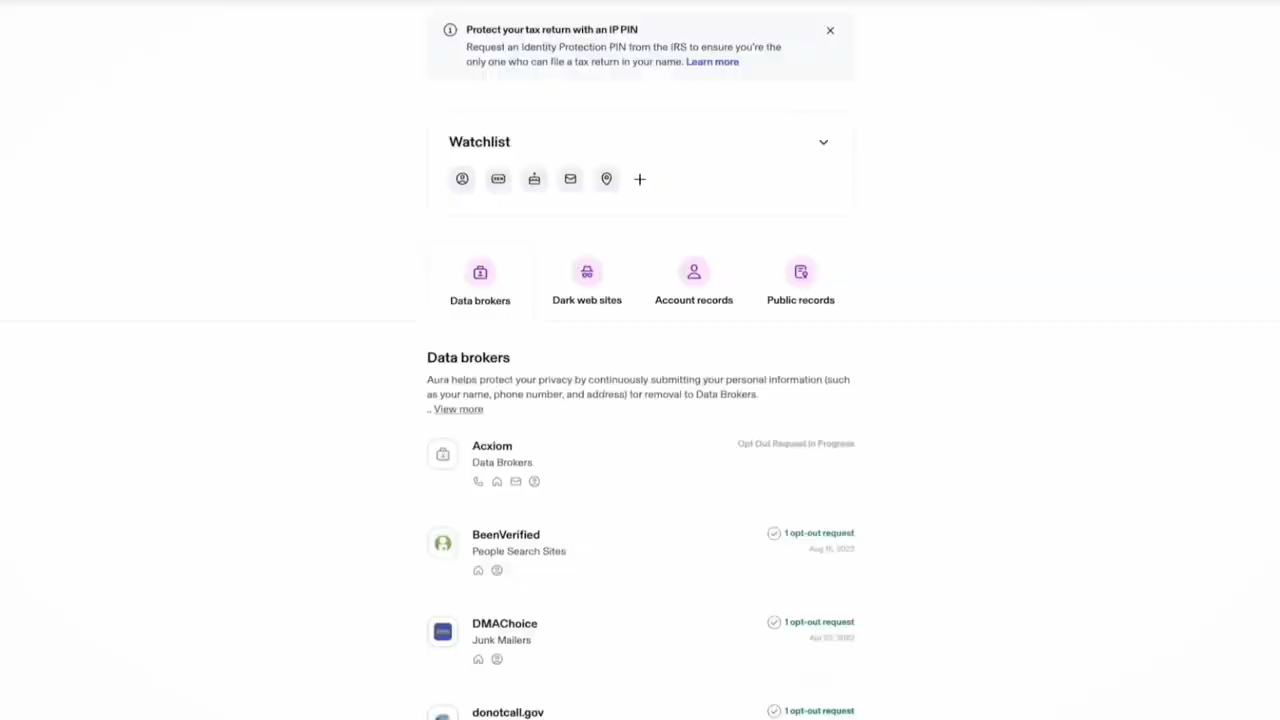 Protect your tax return with an IP PIN
Request an Identity Protection PIN from the IRS to ensure you're the
only one who can file a tax return in your name. Learn more
Watchlist
Data brokers
Dark web sites
Account records
Public records
Data brokers
Aura helps protect your privacy by continuously submitting your personal information (such
as your name, phone number, and address) for removal to Data Brokers.
.. View more
Acxiom
Opt Out Request In Progress
Data Brokers
BeenVerified
1 opt-out request
People Search Sites
DMAChoice
1 opt-out request
Junk Mailers
donotcall.gov
1 opt-out request